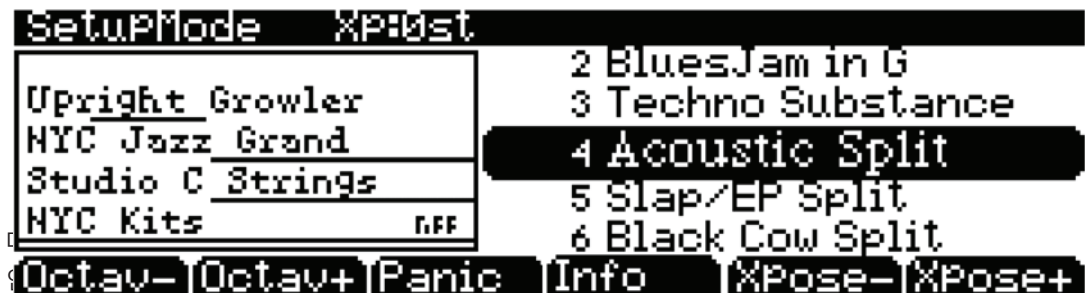 SetupMode XP:0st
Upright Growler
NYC Jazz Grand
Studio C Strings
NYC Kits OFF
2 BluesJam in G
3 Techno Substance
4 Acoustic Split
5 Slap/EP Split
6 Black Cow Split
Octav- Octav+ Panic Info Xpose- Xpose+